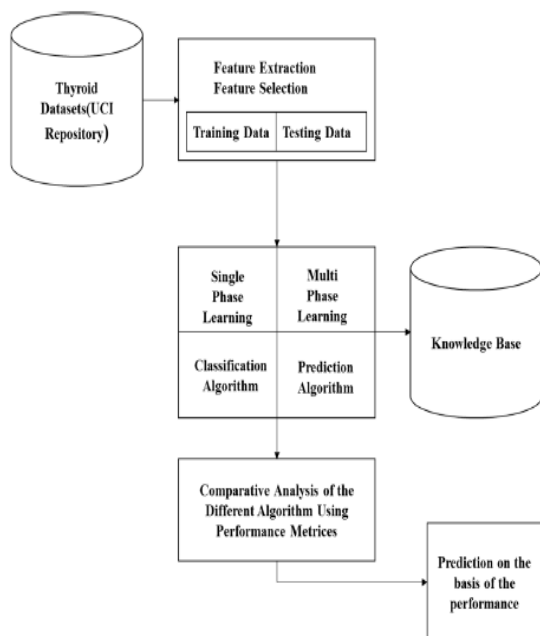 Thyroid
Datasets(UCI
Repository)
Feature Extraction
Feature Selection
Training Data
Testing Data
Single
Phase
Learning
Multi
Phase
Learning
Classification
Algorithm
Prediction
Algorithm
Knowledge Base
Comparative Analysis of the
Different Algorithm Using
Performance Metrices
Prediction on the
basis of the
performance